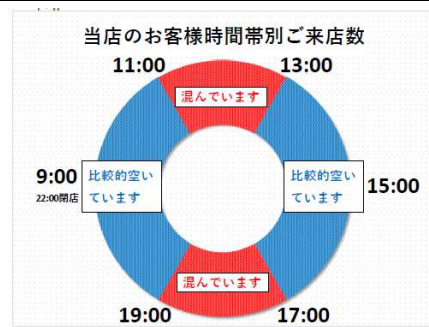 当店のお客様時間帯別ご来店数
11:00
13:00
混んでいます
9:00
22:00閉店
比較的空い
ています
比較的空い
ています
15:00
混んでいます
19:00
17:00